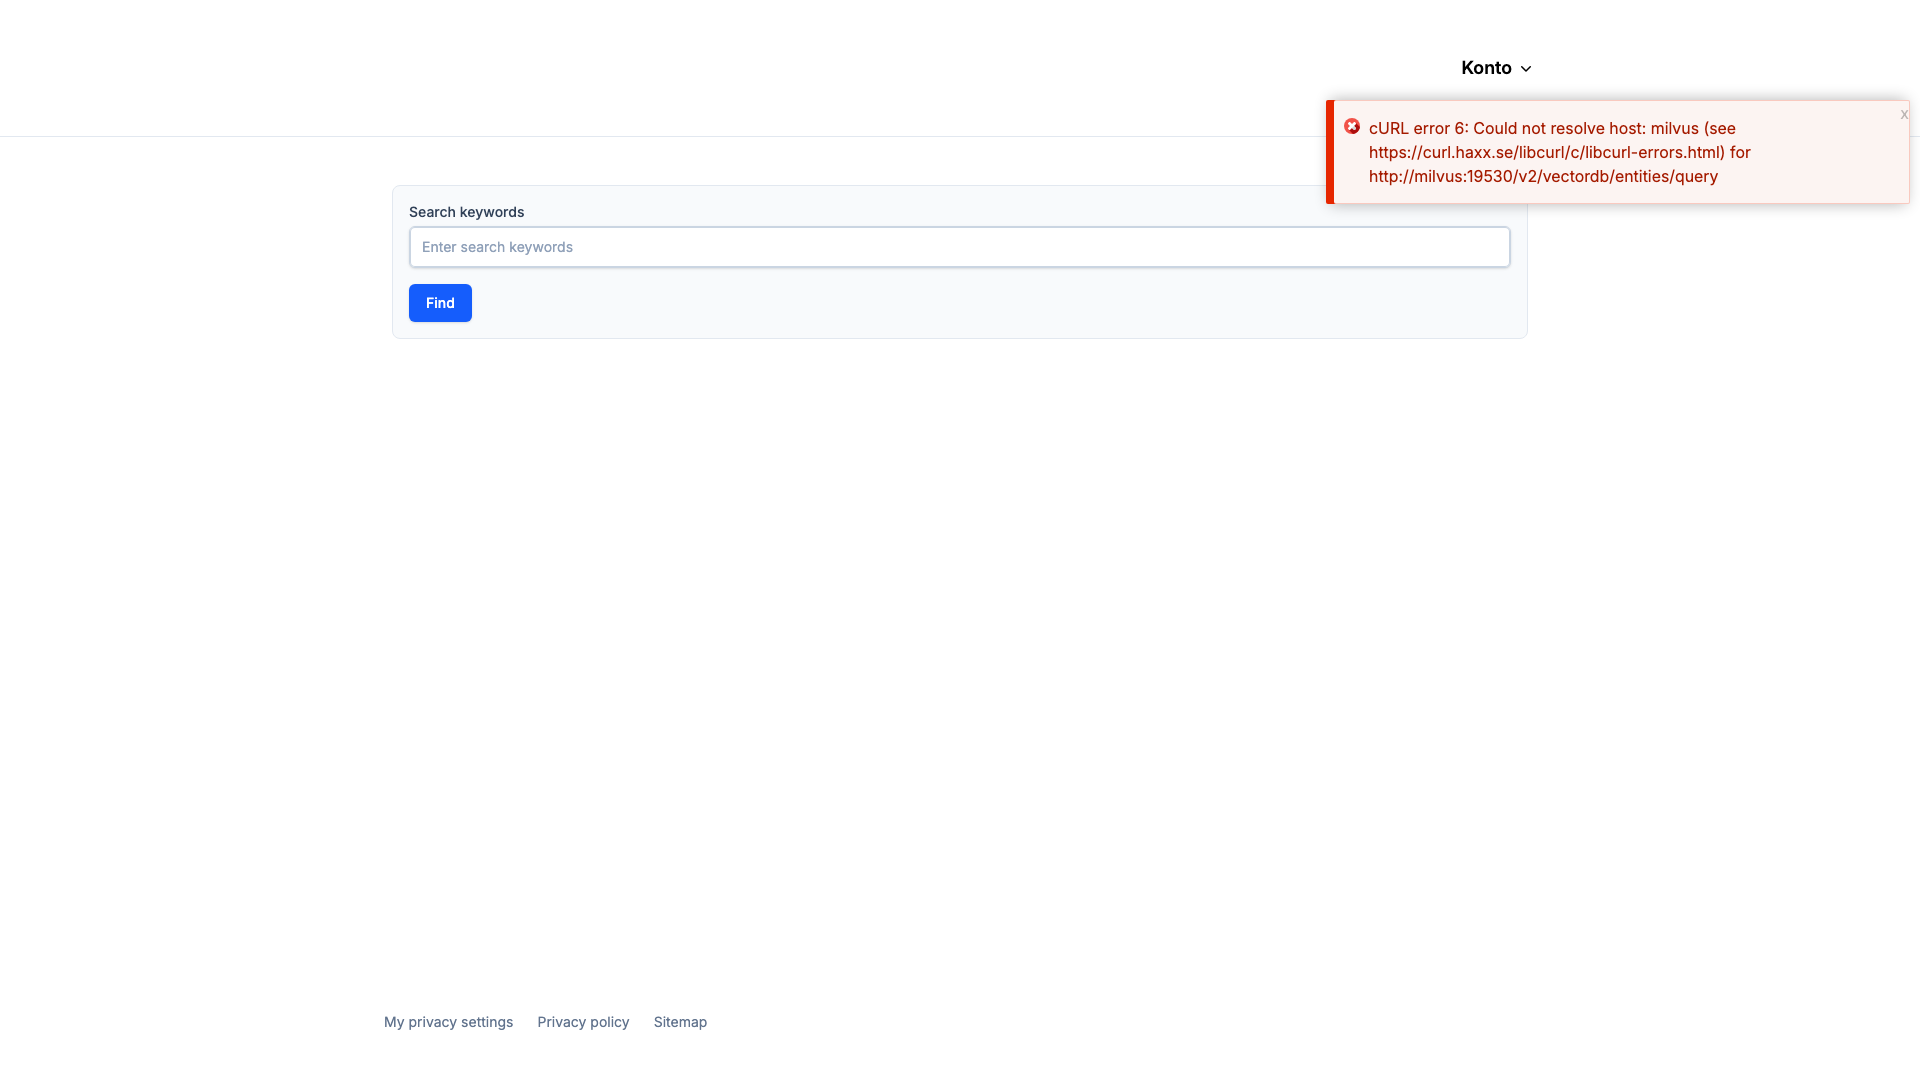 Konto
x
cURL error 6: Could not resolve host: milvus (see
https://curl.haxx.se/libcurl/c/libcurl-errors.html) for
http://milvus:19530/v2/vectordb/entities/query
Search keywords
Enter search keywords
Find
My privacy settings Privacy policy Sitemap